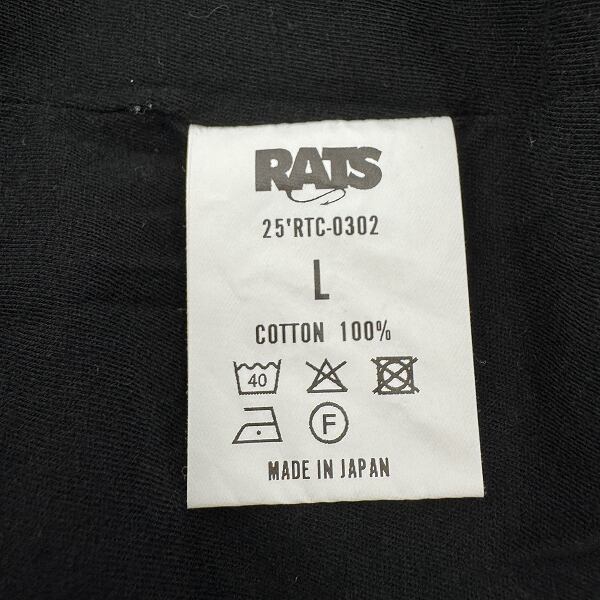 RATS
25'RTC-0302
L
COTTON 100%
40
F
MADE IN JAPAN